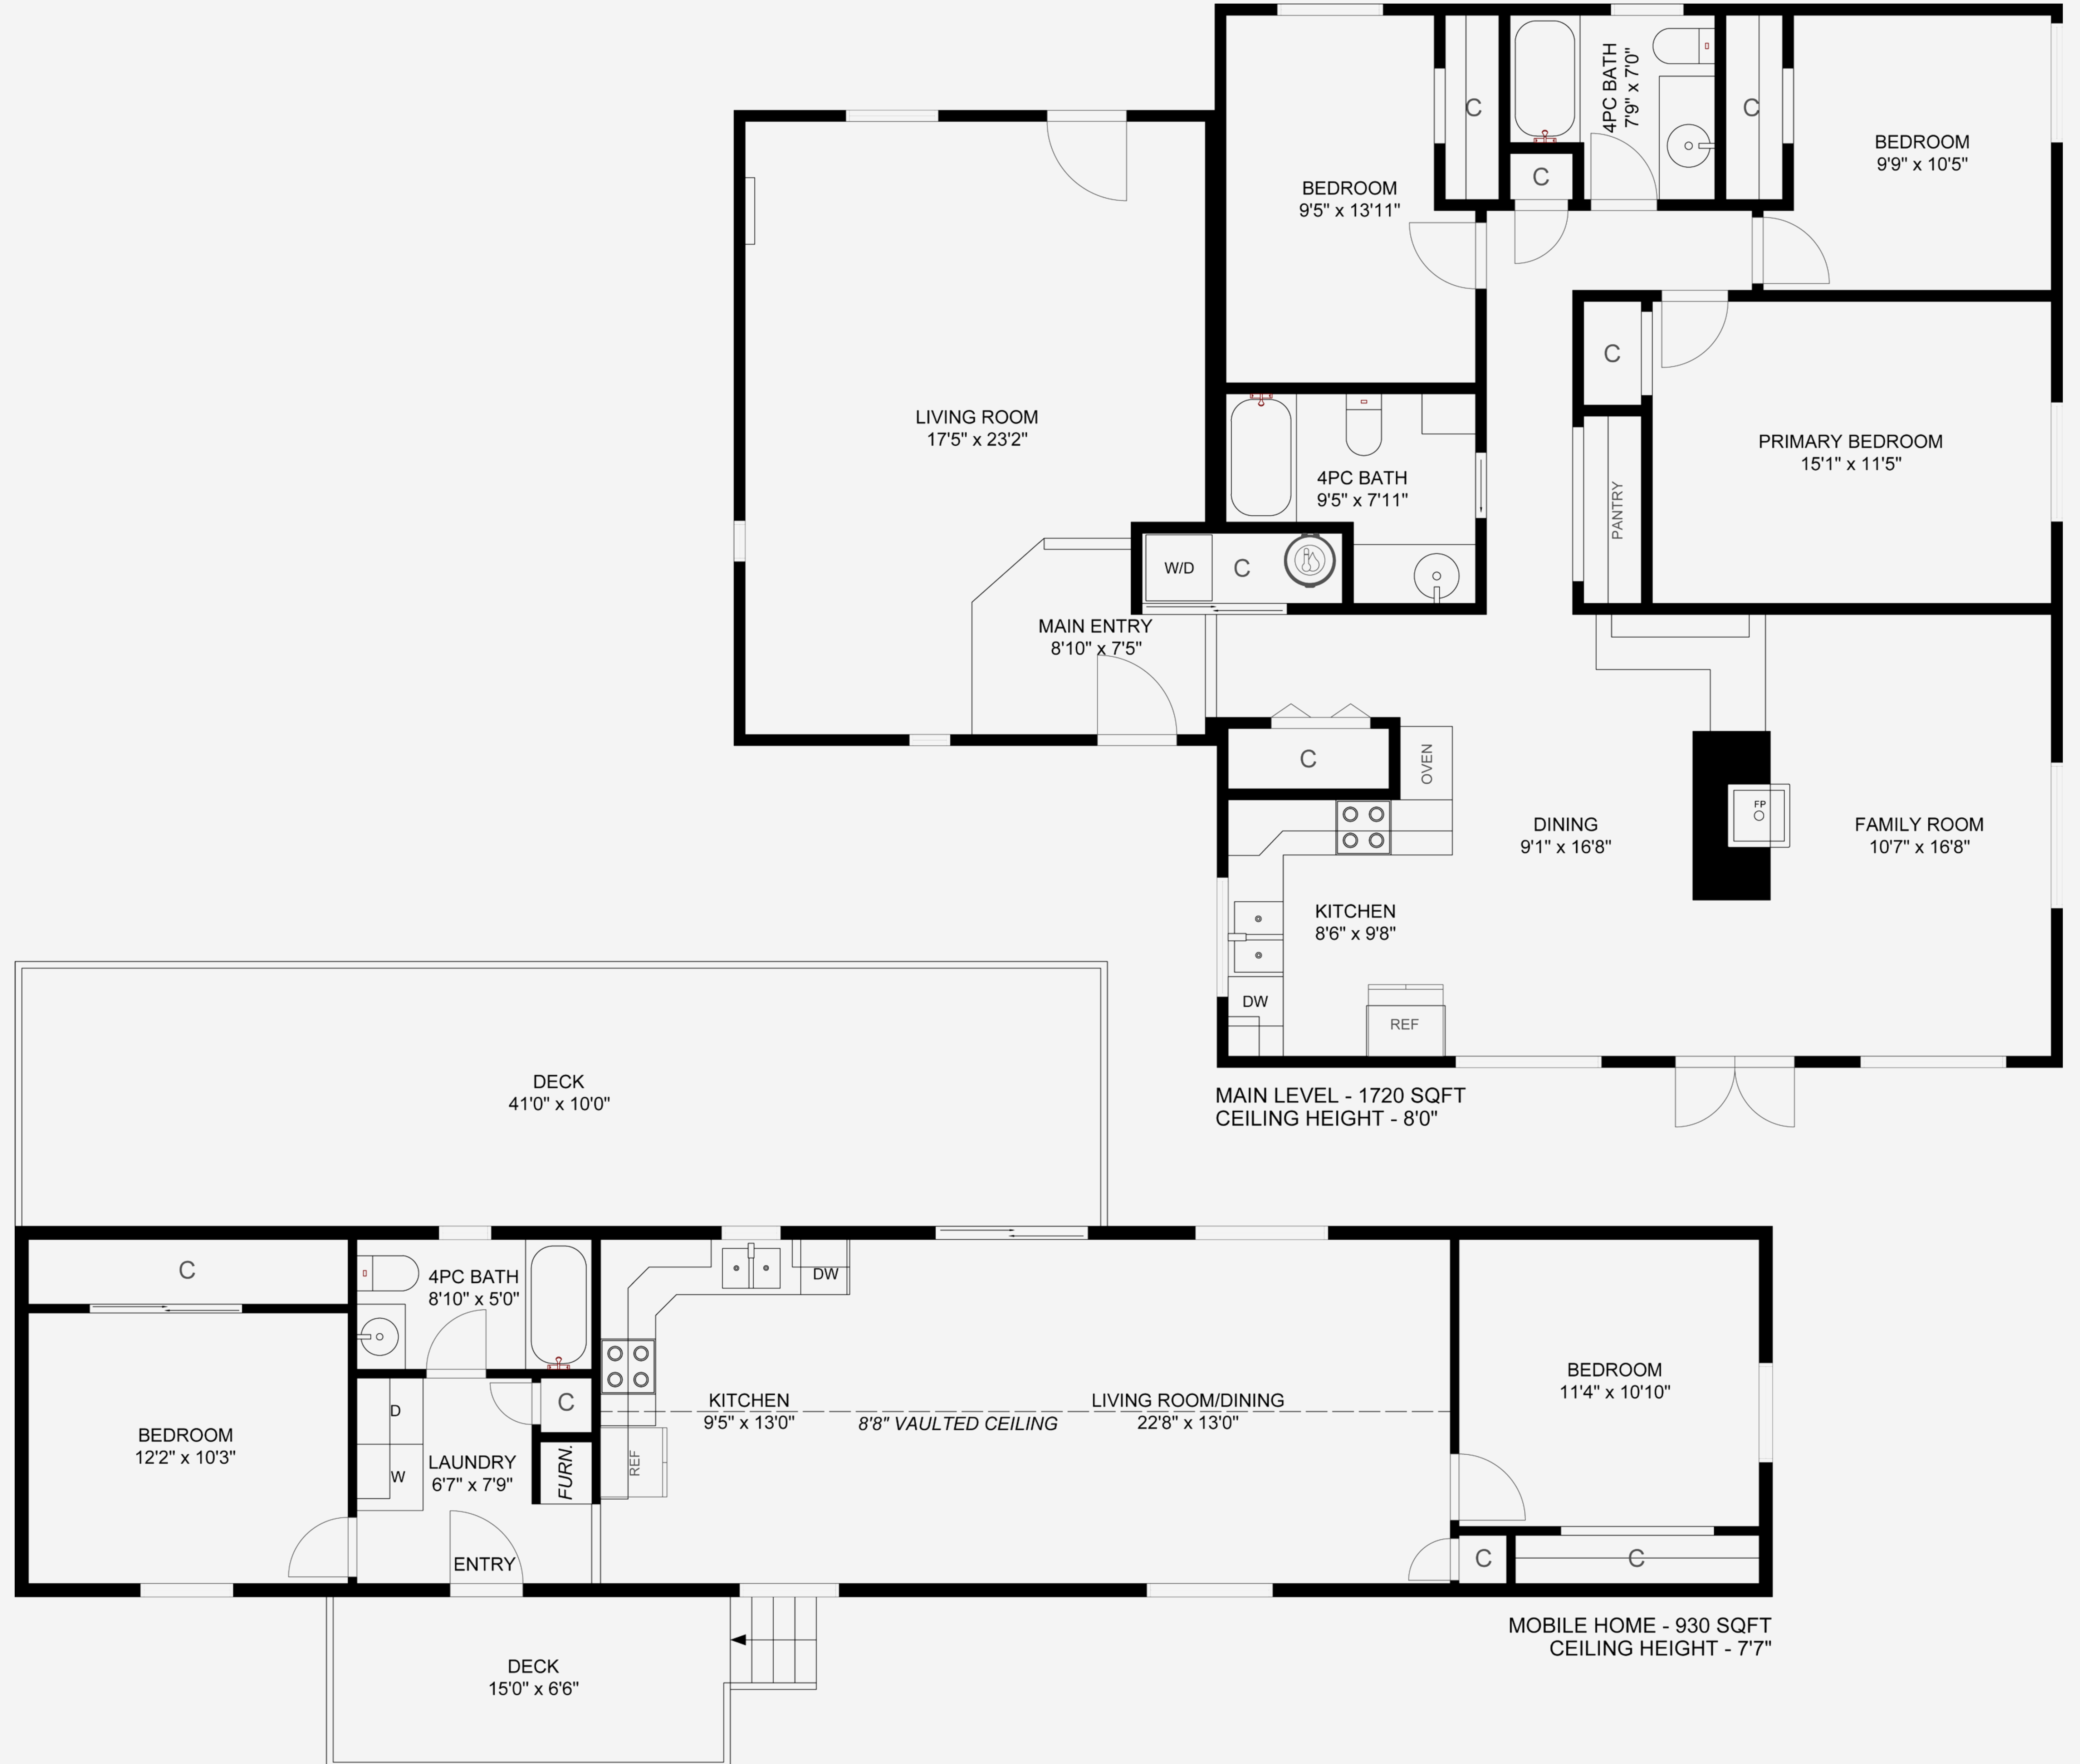 4PC BATH
7'9" x 7'0"
C
C
BEDROOM
9'9" x 10'5"
C
BEDROOM
9'5" x 13'11"
C
LIVING ROOM
17'5" x 23'2"
PRIMARY BEDROOM
15'1" x 11'5"
4PC BATH
9'5" x 7'11"
PANTRY
W/D
C
MAIN ENTRY
8'10" x 7'5"
C
OVEN
FP
DINING
9'1" x 16'8"
FAMILY ROOM
10'7" x 16'8"
KITCHEN
8'6" x 9'8"
DW
REF
MAIN LEVEL - 1720 SQFT
CEILING HEIGHT - 8'0"
DECK
41'0" x 10'0"
C
4PC BATH
8'10" x 5'0"
DW
BEDROOM
11'4" x 10'10"
C
D
KITCHEN
9'5" x 13'0"
8'8" VAULTED CEILING
LIVING ROOM/DINING
22'8" x 13'0"
BEDROOM
12'2" x 10'3"
LAUNDRY
6'7" x 7'9"
W
FURN.
REF
ENTRY
C
C
MOBILE HOME - 930 SQFT
CEILING HEIGHT - 7'7"
DECK
15'0" x 6'6"